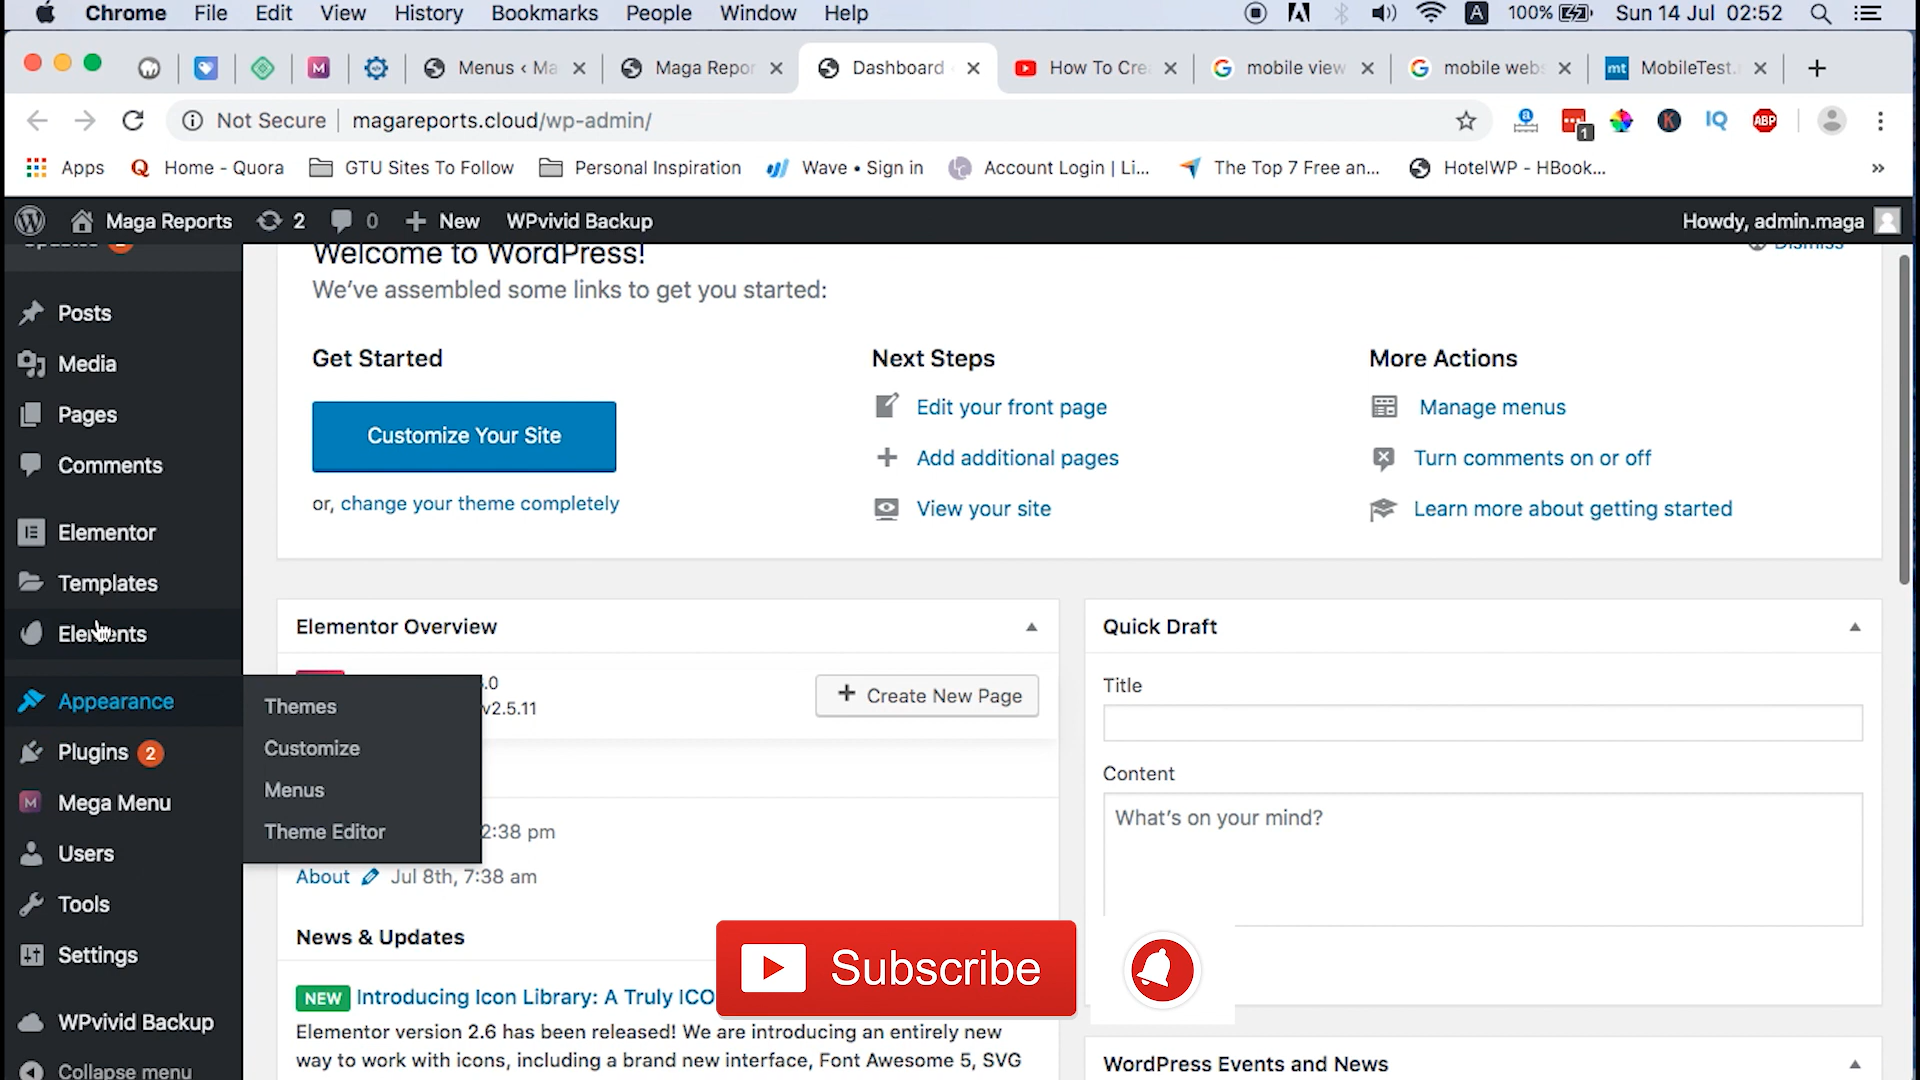 Chrome File Edit View History Bookmarks People Window Help 100% Sun 14 Jul 02:52
Menus < Ma Maga Repor Dashboard How To Cre mobile view mobile web MobileTest.
Not Secure magareports.cloud/wp-admin/ 1 IQ ABP
Apps Home - Quora GTU Sites To Follow Personal Inspiration Wave • Sign in Account Login | Li... The Top 7 Free an... HotelWP - HBook... »
Maga Reports 2 0 New WPvivid Backup Howdy, admin.maga
Welcome to WordPress! Dismiss
We've assembled some links to get you started:
Get Started
Customize Your Site
or, change your theme completely
Next Steps
Edit your front page
Add additional pages
View your site
More Actions
Manage menus
Turn comments on or off
Learn more about getting started
Updates
Posts
Media
Pages
Comments
Elementor
Templates
Elements
Appearance
Plugins 2
Mega Menu
Users
Tools
Settings
WPvivid Backup
Collapse menu
Themes
Customize
Menus
Theme Editor
Elementor Overview
.0
v2.5.11
Create New Page
2:38 pm
About Jul 8th, 7:38 am
News & Updates
NEW Introducing Icon Library: A Truly ICO
Elementor version 2.6 has been released! We are introducing an entirely new
way to work with icons, including a brand new interface, Font Awesome 5, SVG
Quick Draft
Title
Content
What's on your mind?
WordPress Events and News
Subscribe